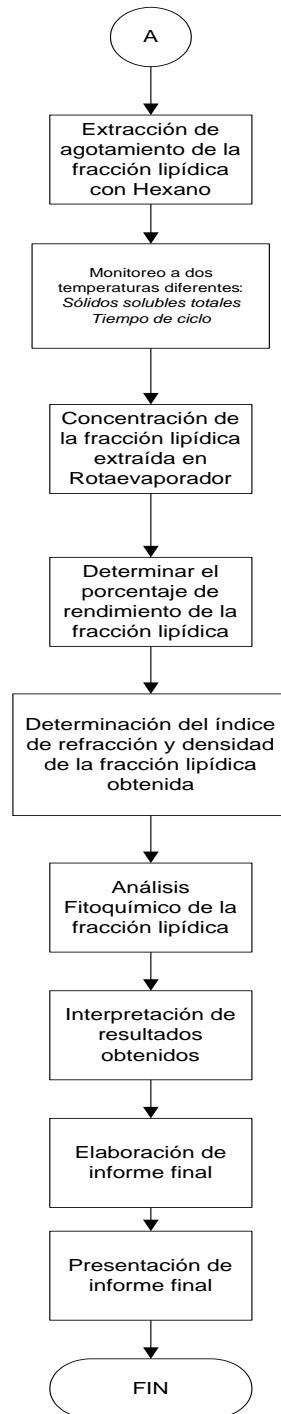 A
Extracción de
agotamiento de la
fracción lipídica
con Hexano
Monitoreo a dos
temperaturas diferentes:
Sólidos solubles totales
Tiempo de ciclo
Concentración de
la fracción lipídica
extraída en
Rotaevaporador
Determinar el
porcentaje de
rendimiento de la
fracción lipídica
Determinación del índice
de refracción y densidad
de la fracción lipídica
obtenida
Análisis
Fitoquímico de la
fracción lipídica
Interpretación de
resultados
obtenidos
Elaboración de
informe final
Presentación de
informe final
FIN